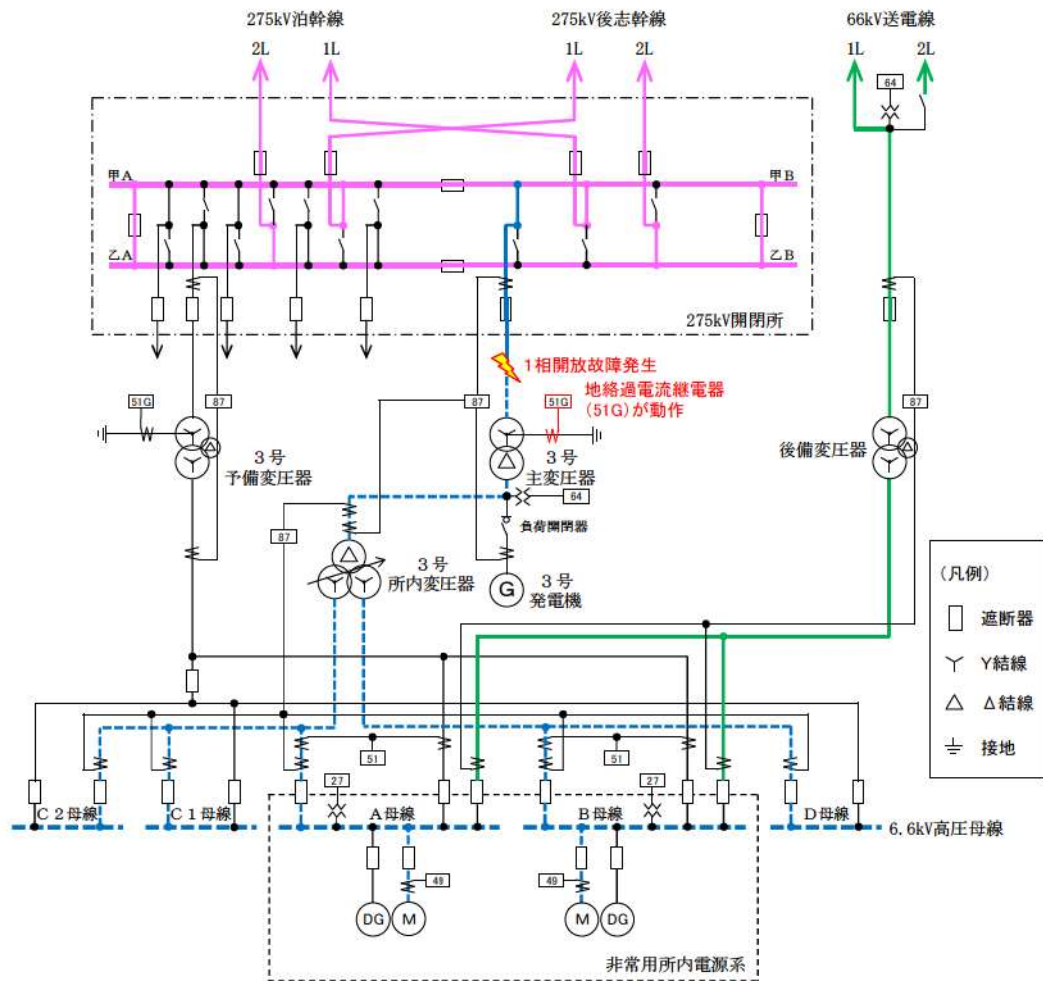 275kV泊幹線
275kV後志幹線
66kV送電線
2L
1L
1L
2L
1L
2L
64
甲A
甲B
乙A
乙B
275kV開閉所
1相開放故障発生
地絡過電流継電器
(51G)が動作
51G
87
87
51G
87
3号
予備変圧器
3号
主変圧器
後備変圧器
64
87
負荷開閉器
3号
所内変圧器
G
3号
発電機
(凡例)
遮断器
Y結線
Δ結線
接地
51
51
27
27
C2母線
C1母線
A母線
B母線
D母線
6.6kV高圧母線
49
49
DG
M
M
DG
非常用所内電源系